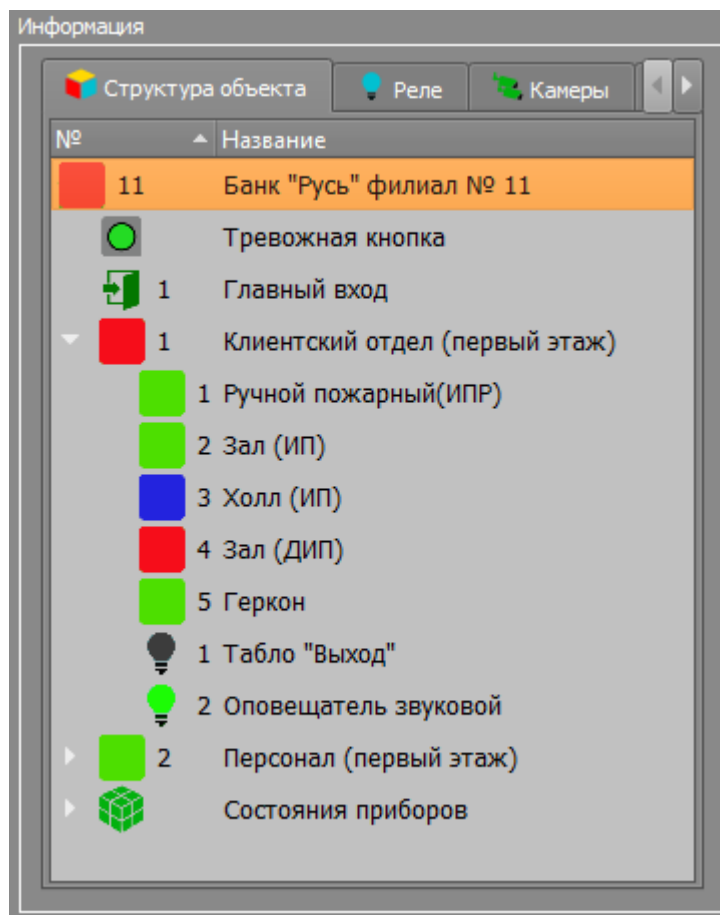 Информация
Структура объекта Реле Камеры
№ Название
11 Банк "Русь" филиал № 11
Тревожная кнопка
1 Главный вход
1 Клиентский отдел (первый этаж)
1 Ручной пожарный(ИПР)
2 Зал (ИП)
3 Холл (ИП)
4 Зал (ДИП)
5 Геркон
1 Табло "Выход"
2 Оповещатель звуковой
2 Персонал (первый этаж)
Состояния приборов